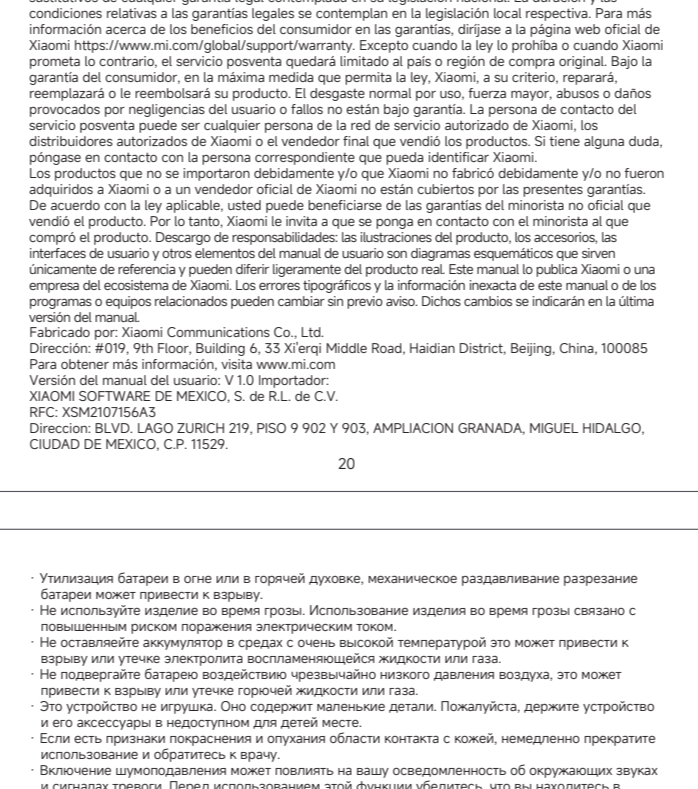 condiciones relativas a las garantías legales se contemplan en la legislación local respectiva. Para más
información acerca de los beneficios del consumidor en las garantías, diríjase a la página web oficial de
Xiaomi https://www.mi.com/global/support/warranty. Excepto cuando la ley lo prohíba o cuando Xiaomi
prometa lo contrario, el servicio posventa quedará limitado al país o región de compra original. Bajo la
garantía del consumidor, en la máxima medida que permita la ley, Xiaomi, a su criterio, reparará,
reemplazará o le reembolsará su producto. El desgaste normal por uso, fuerza mayor, abusos o daños
provocados por negligencias del usuario o fallos no están bajo garantía. La persona de contacto del
servicio posventa puede ser cualquier persona de la red de servicio autorizado de Xiaomi, los
distribuidores autorizados de Xiaomi o el vendedor final que vendió los productos. Si tiene alguna duda,
póngase en contacto con la persona correspondiente que pueda identificar Xiaomi.
Los productos que no se importaron debidamente y/o que Xiaomi no fabricó debidamente y/o no fueron
adquiridos a Xiaomi o a un vendedor oficial de Xiaomi no están cubiertos por las presentes garantías.
De acuerdo con la ley aplicable, usted puede beneficiarse de las garantías del minorista no oficial que
vendió el producto. Por lo tanto, Xiaomi le invita a que se ponga en contacto con el minorista al que
compró el producto. Descargo de responsabilidades: las ilustraciones del producto, los accesorios, las
interfaces de usuario y otros elementos del manual de usuario son diagramas esquemáticos que sirven
únicamente de referencia y pueden diferir ligeramente del producto real. Este manual lo publica Xiaomi o una
empresa del ecosistema de Xiaomi. Los errores tipográficos y la información inexacta de este manual o de los
programas o equipos relacionados pueden cambiar sin previo aviso. Dichos cambios se indicarán en la última
versión del manual.
Fabricado por: Xiaomi Communications Co., Ltd.
Dirección: #019, 9th Floor, Building 6, 33 Xi'erqi Middle Road, Haidian District, Beijing, China, 100085
Para obtener más información, visita www.mi.com
Versión del manual del usuario: V 1.0 Importador:
XIAOMI SOFTWARE DE MEXICO, S. de R.L. de C.V.
RFC: XSM2107156A3
Direccion: BLVD. LAGO ZURICH 219, PISO 9 902 Y 903, AMPLIACION GRANADA, MIGUEL HIDALGO,
CIUDAD DE MEXICO, C.P. 11529.
20
· Утилизация батареи в огне или в горячей духовке, механическое раздавливание разрезание
батареи может привести к взрыву.
· Не используйте изделие во время грозы. Использование изделия во время грозы связано с
повышенным риском поражения электрическим током.
· Не оставляейте аккумулятор в средах с очень высокой температурой это может привести к
взрыву или утечке электролита воспламеняющейся жидкости или газа.
· Не подвергайте батарею воздействию чрезвычайно низкого давления воздуха, это может
привести к взрыву или утечке горючей жидкости или газа.
· Это устройство не игрушка. Оно содержит маленькие детали. Пожалуйста, держите устройство
и его аксессуары в недоступном для детей месте.
· Если есть признаки покраснения и опухания области контакта с кожей, немедленно прекратите
использование и обратитесь к врачу.
· Включение шумоподавления может повлиять на вашу осведомленность об окружающих звуках
и сигналах тревоги. Перед использованием этой функции убедитесь, что вы находитесь в